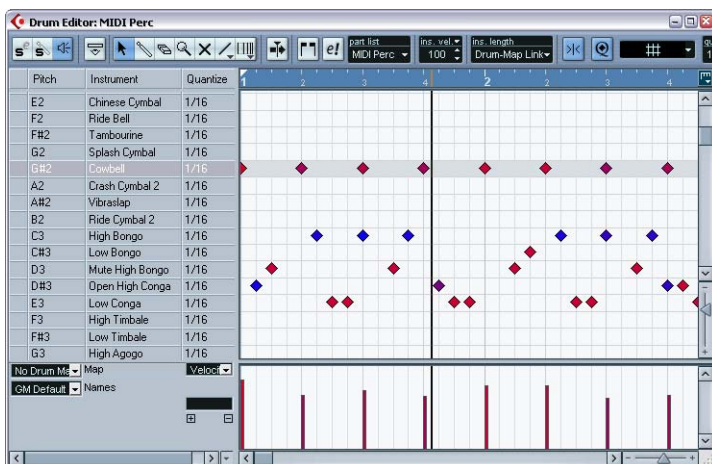 Drum Editor: MIDI Perc
part list ins. vel. ins. length
MIDI Perc 100 Drum-Map Link
Pitch Instrument Quantize 1 2 3 4 2 2 3 4
E2 Chinese Cymbal 1/16
F2 Ride Bell 1/16
F#2 Tambourine 1/16
G2 Splash Cymbal 1/16
G#2 Cowbell 1/16
A2 Crash Cymbal 2 1/16
A#2 Vibraslap 1/16
B2 Ride Cymbal 2 1/16
C3 High Bongo 1/16
C#3 Low Bongo 1/16
D3 Mute High Bongo 1/16
D#3 Open High Conga 1/16
E3 Low Conga 1/16
F3 High Timbale 1/16
F#3 Low Timbale 1/16
G3 High Agogo 1/16
No Drum Ma Map Veloci
GM Default Names